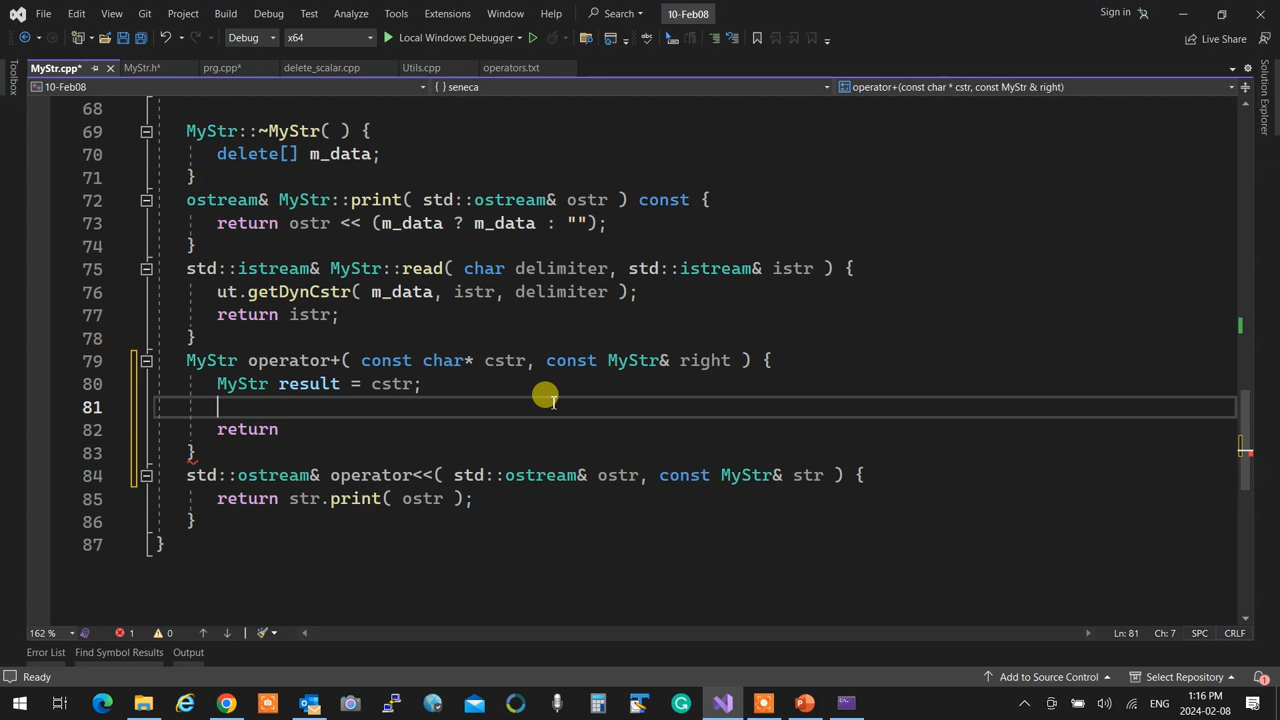 File Edit View Git Project Build Debug Test Analyze Tools Extensions Window Help Search 10-Feb08 Sign in
Debug x64 Local Windows Debugger Live Share
MyStr.cpp* MyStr.h* prg.cpp* delete_scalar.cpp Utils.cpp operators.txt
10-Feb08 { } seneca operator+(const char * cstr, const MyStr & right)
Toolbox
Solution Explorer
68
69 MyStr::~MyStr( ) {
70 delete[] m_data;
71 }
72 ostream& MyStr::print( std::ostream& ostr ) const {
73 return ostr << (m_data ? m_data : "");
74 }
75 std::istream& MyStr::read( char delimiter, std::istream& istr ) {
76 ut.getDynCstr( m_data, istr, delimiter );
77 return istr;
78 }
79 MyStr operator+( const char* cstr, const MyStr& right ) {
80 MyStr result = cstr;
81
82 return
83 }
84 std::ostream& operator<<( std::ostream& ostr, const MyStr& str ) {
85 return str.print( ostr );
86 }
87 }
162 % 1 0 Ln: 81 Ch: 7 SPC CRLF
Error List Find Symbol Results Output
Ready Add to Source Control Select Repository 1
ENG 1:16 PM 2024-02-08